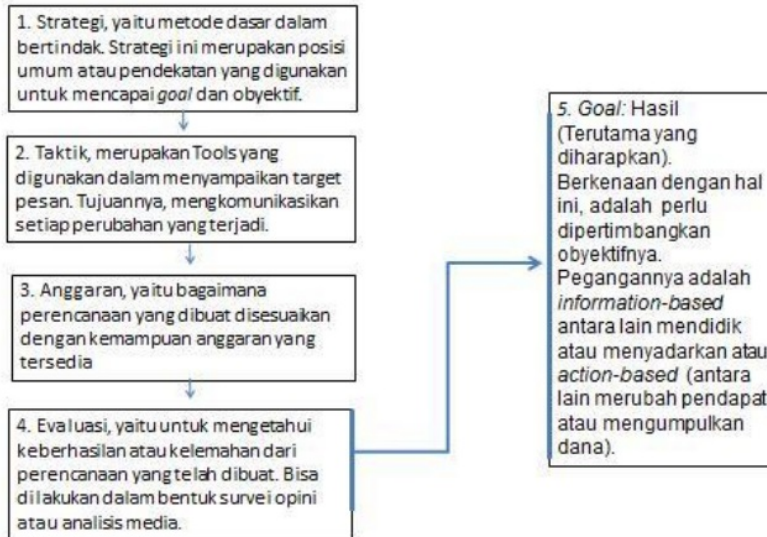 1. Strategi, yaitu metode dasar dalam
bertindak. Strategi ini merupakan posisi
umum atau pendekatan yang digunakan
untuk mencapai goal dan obyektif.
2. Taktik, merupakan Tools yang
digunakan dalam menyampaikan target
pesan. Tujuannya, mengkomunikasikan
setiap perubahan yang terjadi.
3. Anggaran, yaitu bagaimana
perencanaan yang dibuat disesuaikan
dengan kemampuan anggaran yang
tersedia
4. Evaluasi, yaitu untuk mengetahui
keberhasilan atau kelemahan dari
perencanaan yang telah dibuat. Bisa
dilakukan dalam bentuk survei opini
atau analisis media.
5. Goal: Hasil
(Terutama yang
diharapkan).
Berkenaan dengan hal
ini, adalah perlu
dipertimbangkan
obyektifnya.
Pegangannya adalah
information-based
antara lain mendidik
atau menyadarkan atau
action-based (antara
lain merubah pendapat
atau mengumpulkan
dana).